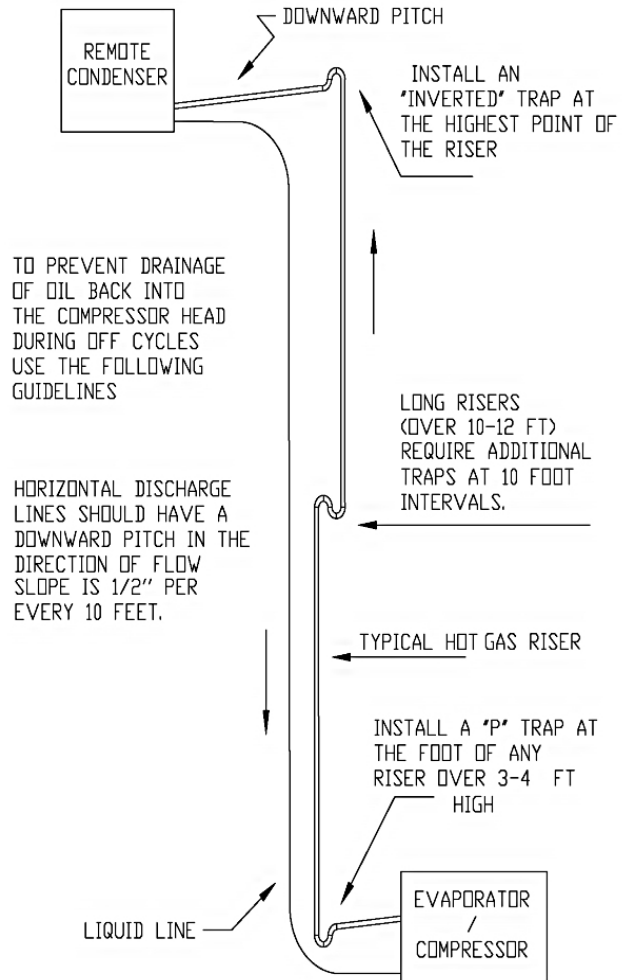 DOWNWARD PITCH
REMOTE
CONDENSER
INSTALL AN
"INVERTED" TRAP AT
THE HIGHEST POINT OF
THE RISER
TO PREVENT DRAINAGE
OF OIL BACK INTO
THE COMPRESSOR HEAD
DURING OFF CYCLES
USE THE FOLLOWING
GUIDELINES
LONG RISERS
(OVER 10-12 FT)
REQUIRE ADDITIONAL
TRAPS AT 10 FOOT
INTERVALS.
HORIZONTAL DISCHARGE
LINES SHOULD HAVE A
DOWNWARD PITCH IN THE
DIRECTION OF FLOW
SLOPE IS 1/2" PER
EVERY 10 FEET.
TYPICAL HOT GAS RISER
INSTALL A "P" TRAP AT
THE FOOT OF ANY
RISER OVER 3-4 FT
HIGH
LIQUID LINE
EVAPORATOR
/
COMPRESSOR